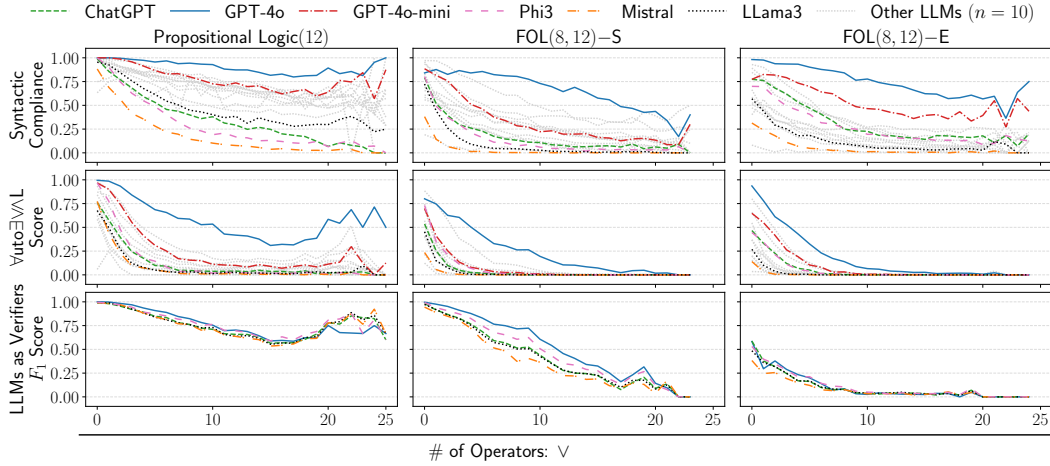 ChatGPT GPT-4o GPT-4o-mini Phi3 Mistral LLama3 Other LLMs (n = 10)
Propositional Logic(12) FOL(8, 12)−S FOL(8, 12)−E
Syntactic
Compliance
1.00
0.75
0.50
0.25
0.00
∀uto∃∨∧L
Score
1.00
0.75
0.50
0.25
0.00
LLMs as Verifiers
F₁ Score
1.00
0.75
0.50
0.25
0.00
0 10 20 25 0 10 20 25 0 10 20 25
# of Operators: ∨